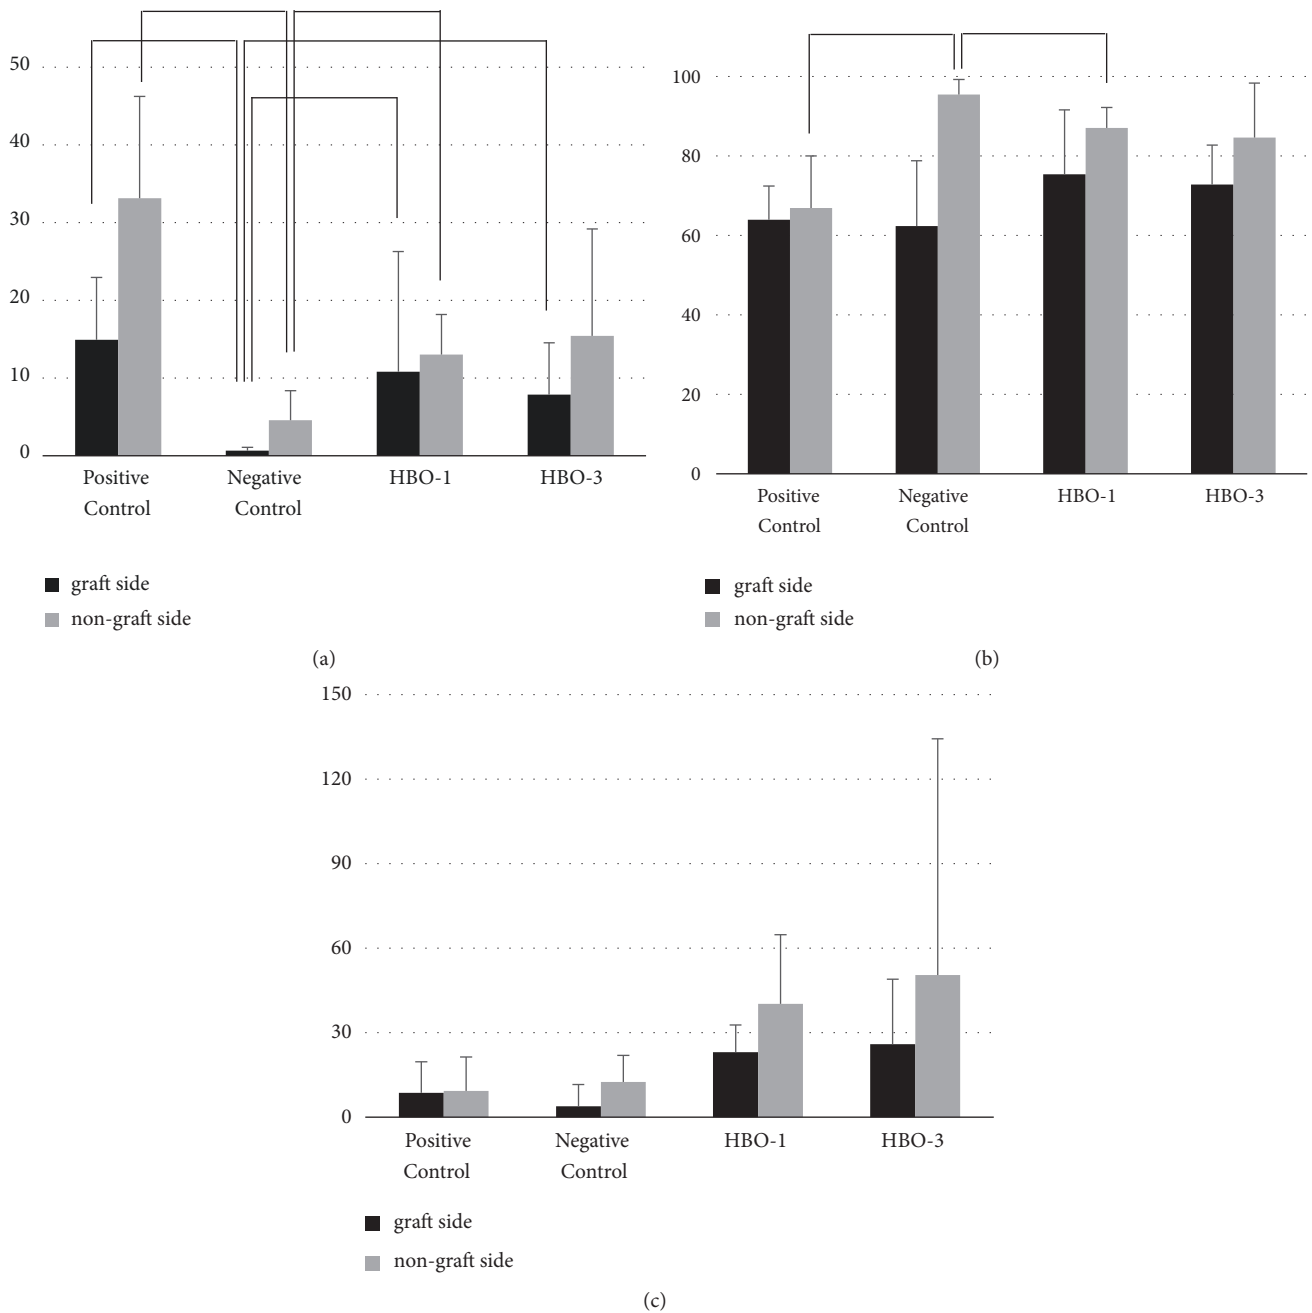 50
40
30
20
10
0
Positive Control
Negative Control
HBO-1
HBO-3
graft side
non-graft side
(a)
100
80
60
40
20
0
Positive Control
Negative Control
HBO-1
HBO-3
graft side
non-graft side
(b)
150
120
90
60
30
0
Positive Control
Negative Control
HBO-1
HBO-3
graft side
non-graft side
(c)